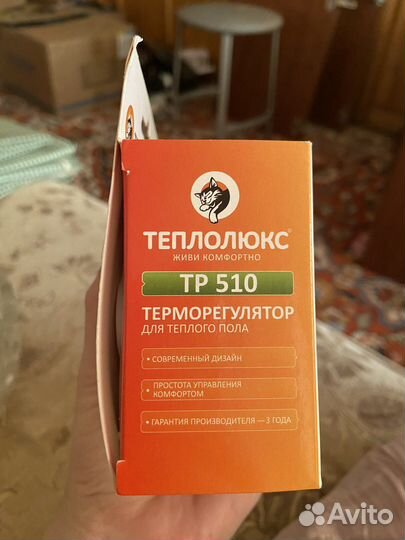 ТЕПЛОЛЮКС®
ЖИВИ КОМФОРТНО
ТР 510
ТЕРМОРЕГУЛЯТОР
ДЛЯ ТЕПЛОГО ПОЛА
• СОВРЕМЕННЫЙ ДИЗАЙН
• ПРОСТОТА УПРАВЛЕНИЯ
КОМФОРТОМ
• ГАРАНТИЯ ПРОИЗВОДИТЕЛЯ — 3 ГОДА
Avito